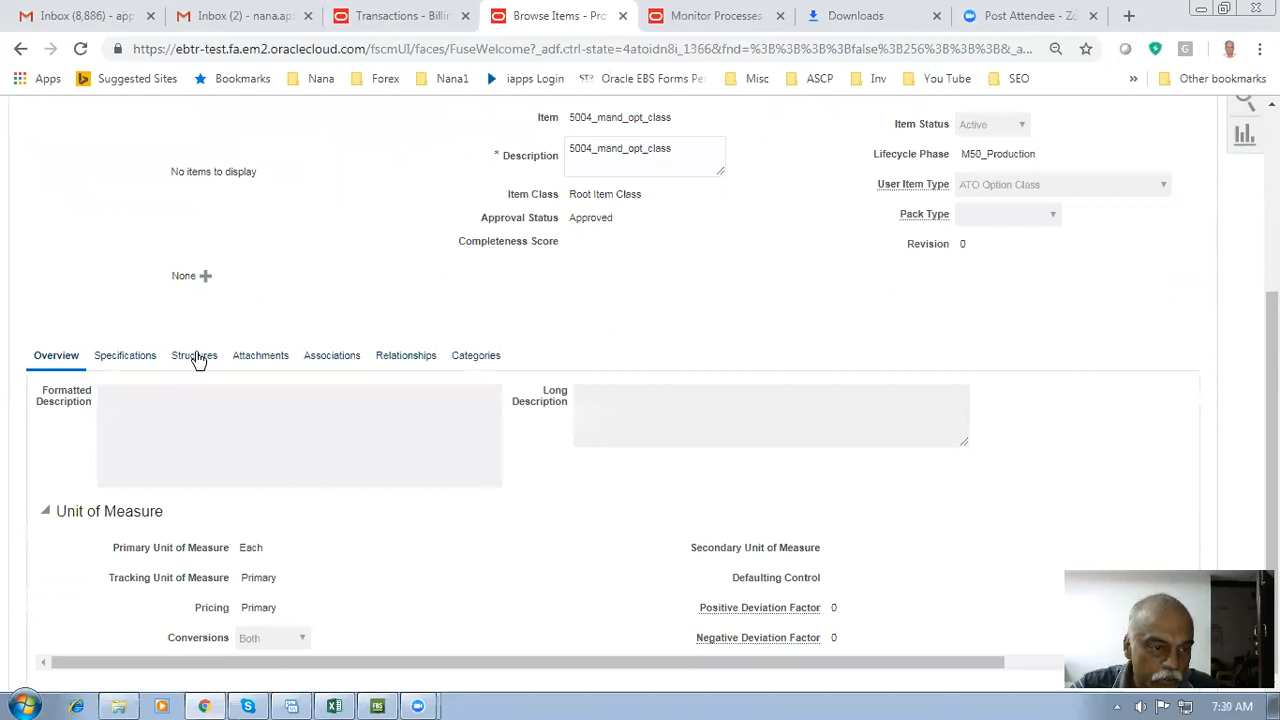 Inbox (8,886) - app
Inbox (7) - nana.ap
Transactions - Billin
Browse Items - Pro
Monitor Processes
Downloads
Post Attendee - Zo
https://ebtr-test.fa.em2.oraclecloud.com/fscmUI/faces/FuseWelcome?_adf.ctrl-state=4atoidn8i_1366&fnd=%3B%3B%3B%3Bfalse%3B256%3B%3B%3B&_a...
Apps
Suggested Sites
Bookmarks
Nana
Forex
Nana1
iapps Login
Oracle EBS Forms Per
Misc
ASCP
Inv
You Tube
SEO
»
Other bookmarks
No items to display
None
Item 5004_mand_opt_class
* Description 5004_mand_opt_class
Item Class Root Item Class
Approval Status Approved
Completeness Score
Item Status Active
Lifecycle Phase M50_Production
User Item Type ATO Option Class
Pack Type
Revision 0
Overview Specifications Structures Attachments Associations Relationships Categories
Formatted
Description
Long
Description
Unit of Measure
Primary Unit of Measure Each
Tracking Unit of Measure Primary
Pricing Primary
Conversions Both
Secondary Unit of Measure
Defaulting Control
Positive Deviation Factor 0
Negative Deviation Factor 0
7:39 AM